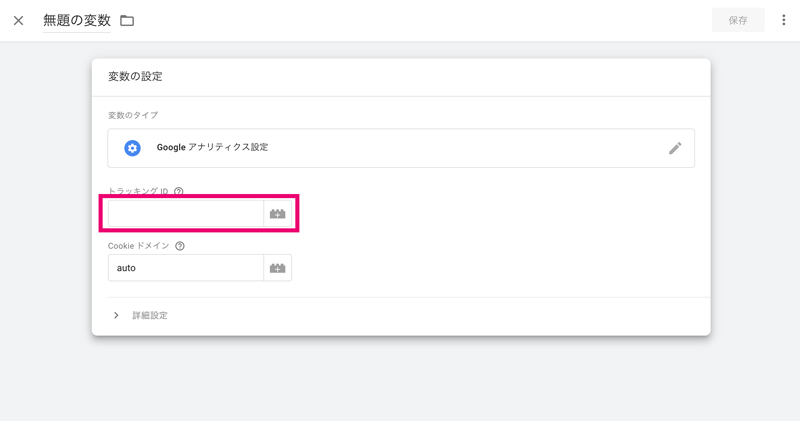 無題の変数
保存
変数の設定
変数のタイプ
Google アナリティクス設定
トラッキング ID
Cookie ドメイン
auto
詳細設定